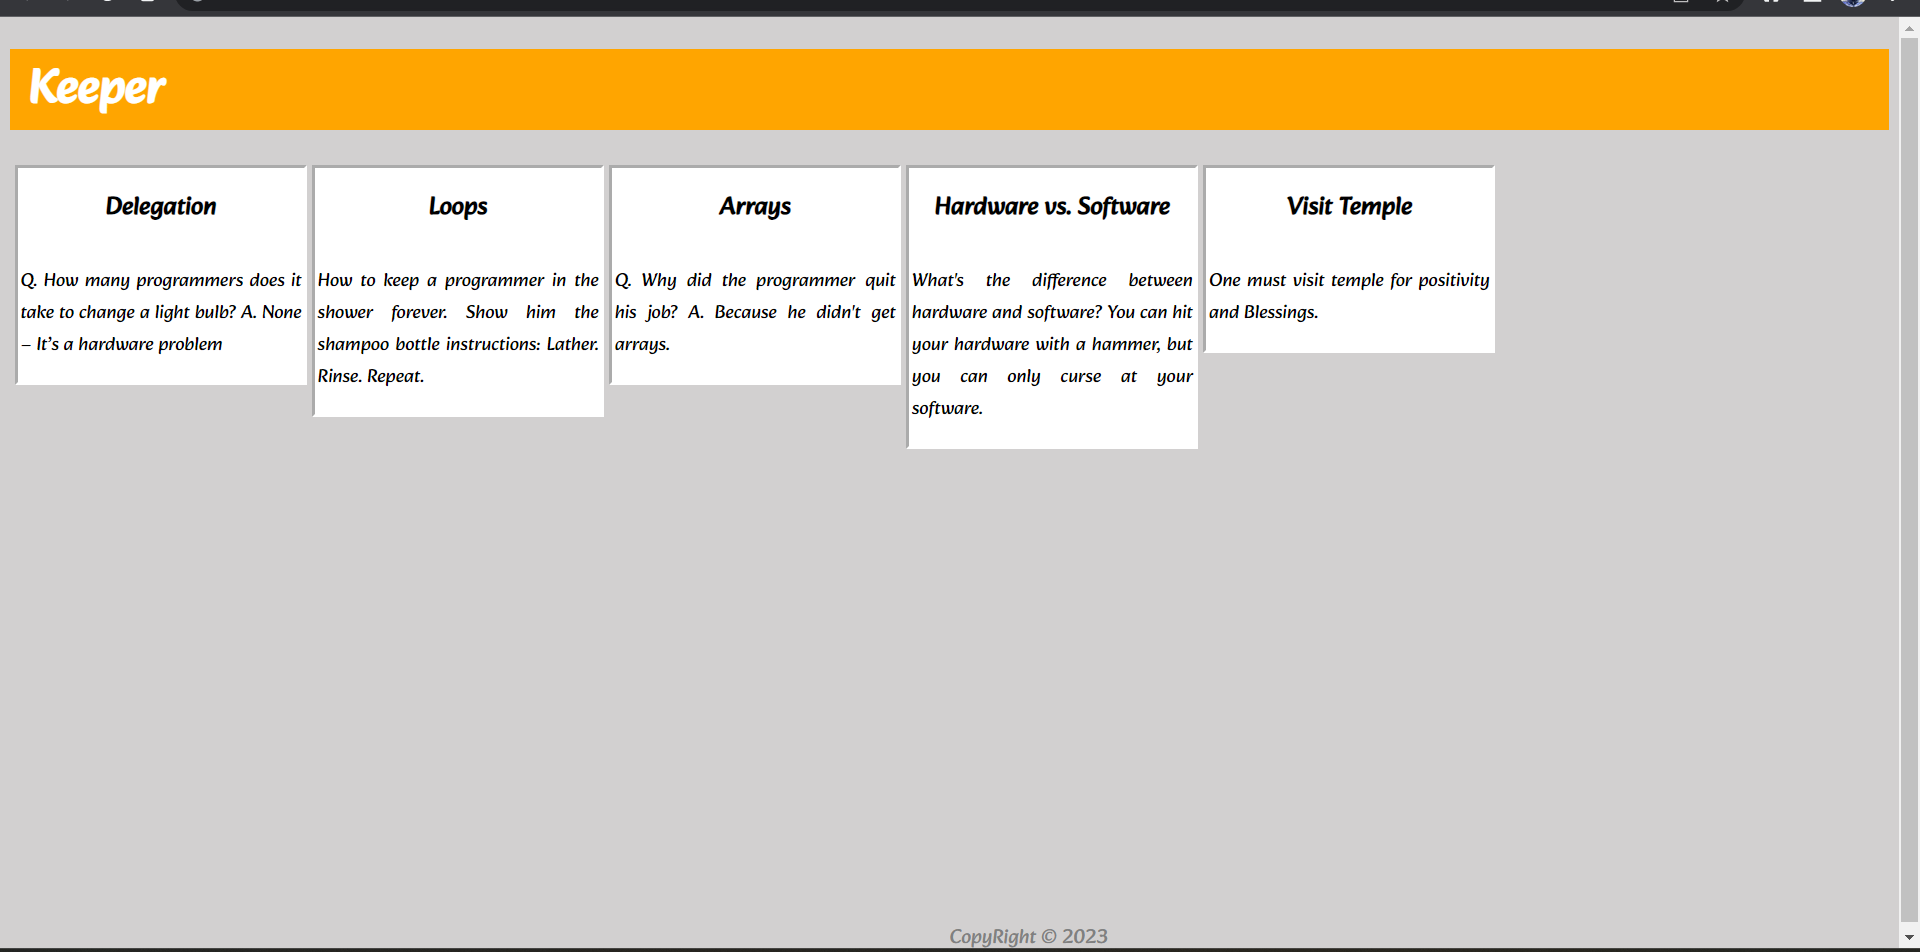 Keeper
Delegation
Q. How many programmers does it
take to change a light bulb? A. None
– It’s a hardware problem
Loops
How to keep a programmer in the
shower forever. Show him the
shampoo bottle instructions: Lather.
Rinse. Repeat.
Arrays
Q. Why did the programmer quit
his job? A. Because he didn't get
arrays.
Hardware vs. Software
What's the difference between
hardware and software? You can hit
your hardware with a hammer, but
you can only curse at your
software.
Visit Temple
One must visit temple for positivity
and Blessings.
CopyRight © 2023